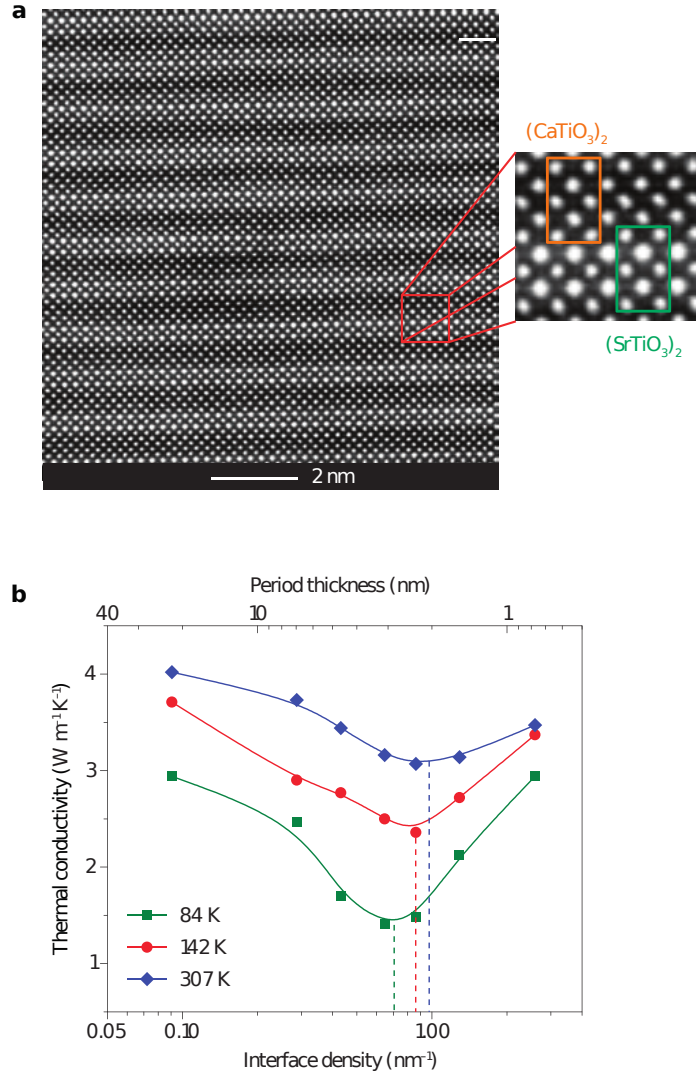 a
(CaTiO₃)₂
(SrTiO₃)₂
2 nm
b
Period thickness (nm)
40 10 1
Thermal conductivity (W m⁻¹ K⁻¹)
4
3
2
1
84 K
142 K
307 K
0.05 0.10 100
Interface density (nm⁻¹)